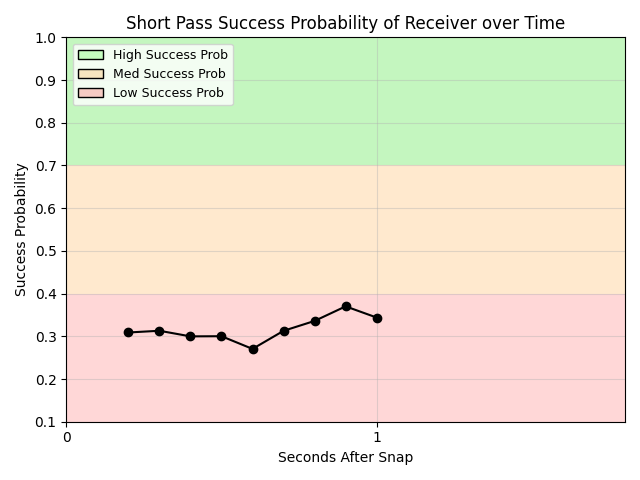 Short Pass Success Probability of Receiver over Time
High Success Prob
Med Success Prob
Low Success Prob
Success Probability
1.0
0.9
0.8
0.7
0.6
0.5
0.4
0.3
0.2
0.1
0
1
Seconds After Snap